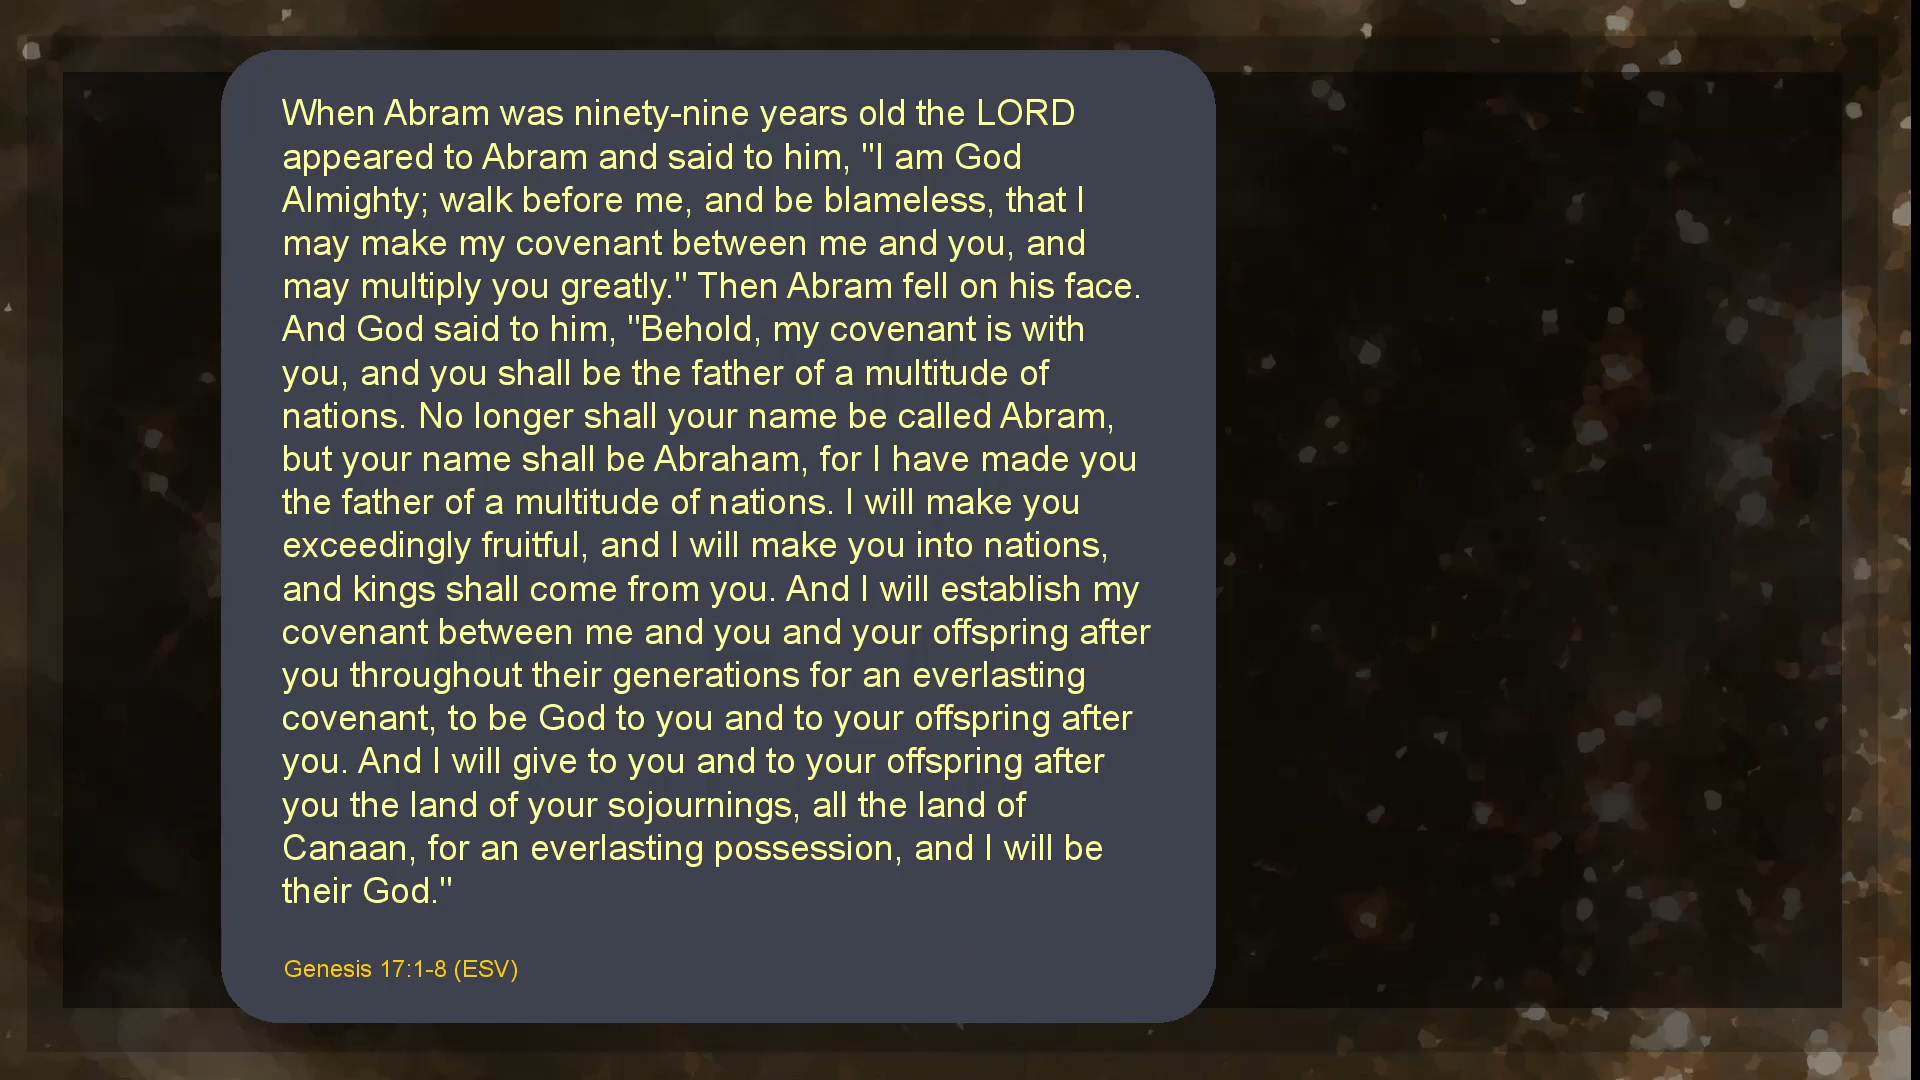 When Abram was ninety-nine years old the LORD
appeared to Abram and said to him, "I am God
Almighty; walk before me, and be blameless, that I
may make my covenant between me and you, and
may multiply you greatly." Then Abram fell on his face.
And God said to him, "Behold, my covenant is with
you, and you shall be the father of a multitude of
nations. No longer shall your name be called Abram,
but your name shall be Abraham, for I have made you
the father of a multitude of nations. I will make you
exceedingly fruitful, and I will make you into nations,
and kings shall come from you. And I will establish my
covenant between me and you and your offspring after
you throughout their generations for an everlasting
covenant, to be God to you and to your offspring after
you. And I will give to you and to your offspring after
you the land of your sojournings, all the land of
Canaan, for an everlasting possession, and I will be
their God."
Genesis 17:1-8 (ESV)